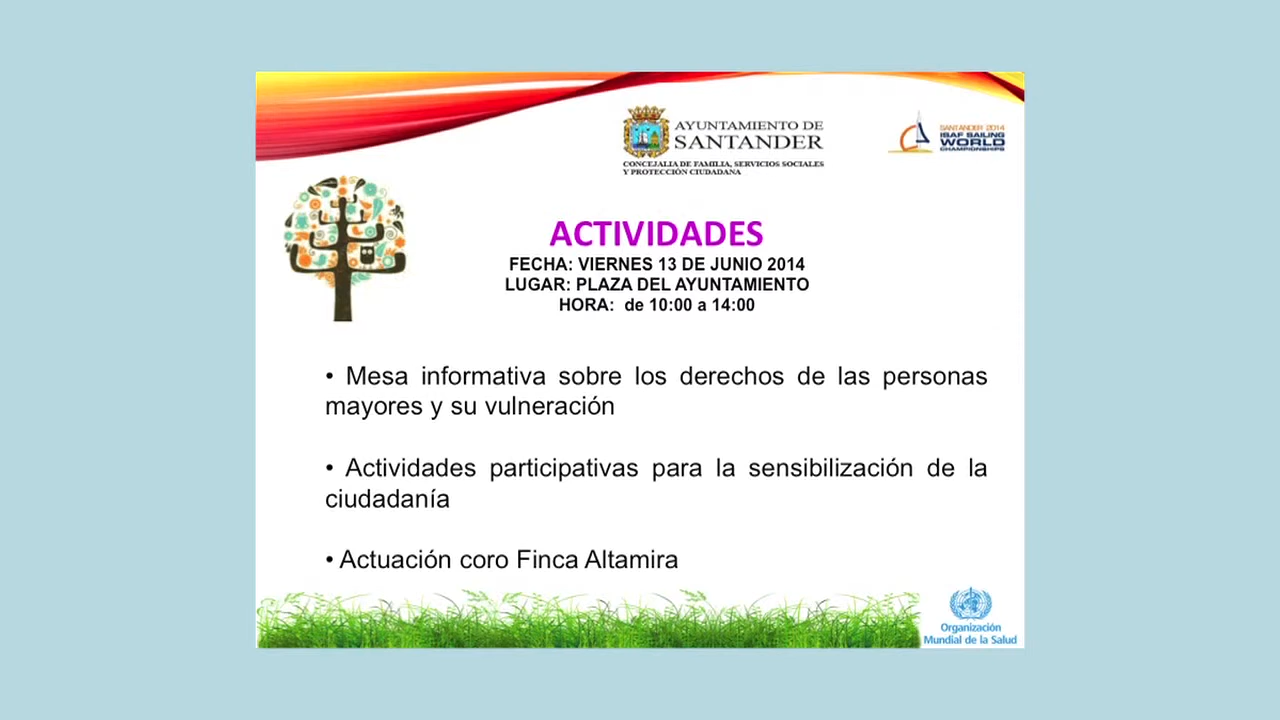 AYUNTAMIENTO DE
SANTANDER
CONCEJALIA DE FAMILIA, SERVICIOS SOCIALES
Y PROTECCIÓN CIUDADANA
SANTANDER 2014
ISAF SAILING
WORLD
CHAMPIONSHIPS
ACTIVIDADES
FECHA: VIERNES 13 DE JUNIO 2014
LUGAR: PLAZA DEL AYUNTAMIENTO
HORA: de 10:00 a 14:00
• Mesa informativa sobre los derechos de las personas
mayores y su vulneración
• Actividades participativas para la sensibilización de la
ciudadanía
• Actuación coro Finca Altamira
Organización
Mundial de la Salud